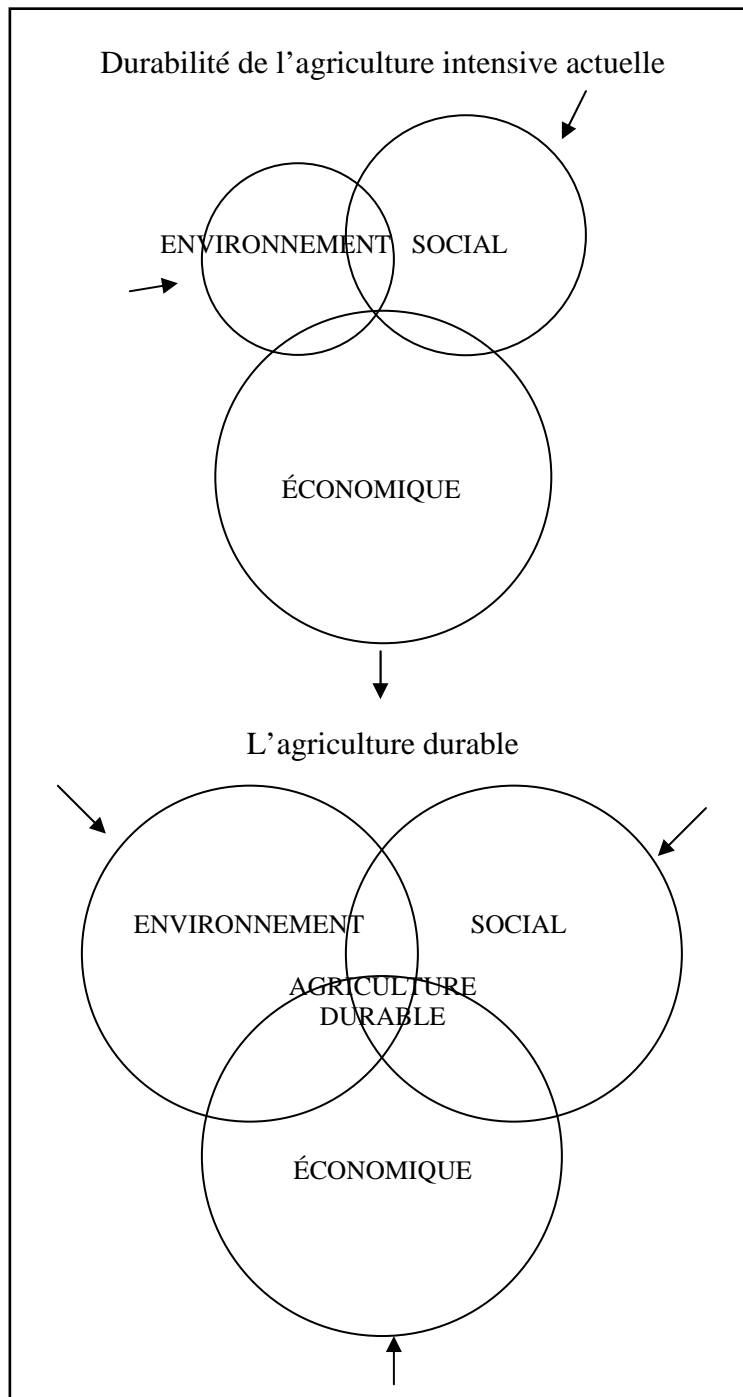 Durabilité de l’agriculture intensive actuelle
ENVIRONNEMENT SOCIAL
ÉCONOMIQUE
L’agriculture durable
ENVIRONNEMENT SOCIAL
AGRICULTURE
DURABLE
ÉCONOMIQUE